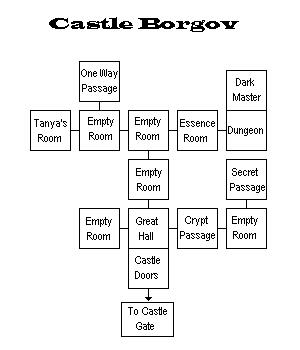 Castle Borgov
One Way
Passage
Dark
Master
Tanya's
Room
Empty
Room
Empty
Room
Essence
Room
Dungeon
Empty
Room
Secret
Passage
Empty
Room
Great
Hall
Crypt
Passage
Empty
Room
Castle
Doors
To Castle
Gate